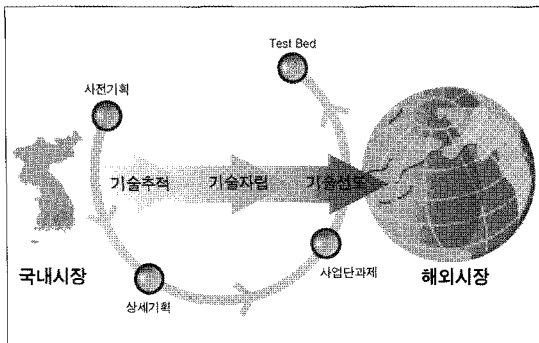 Test Bed
사전기획
기술추적
기술자립
기술선도
국내시장
상세기획
사업단과제
해외시장